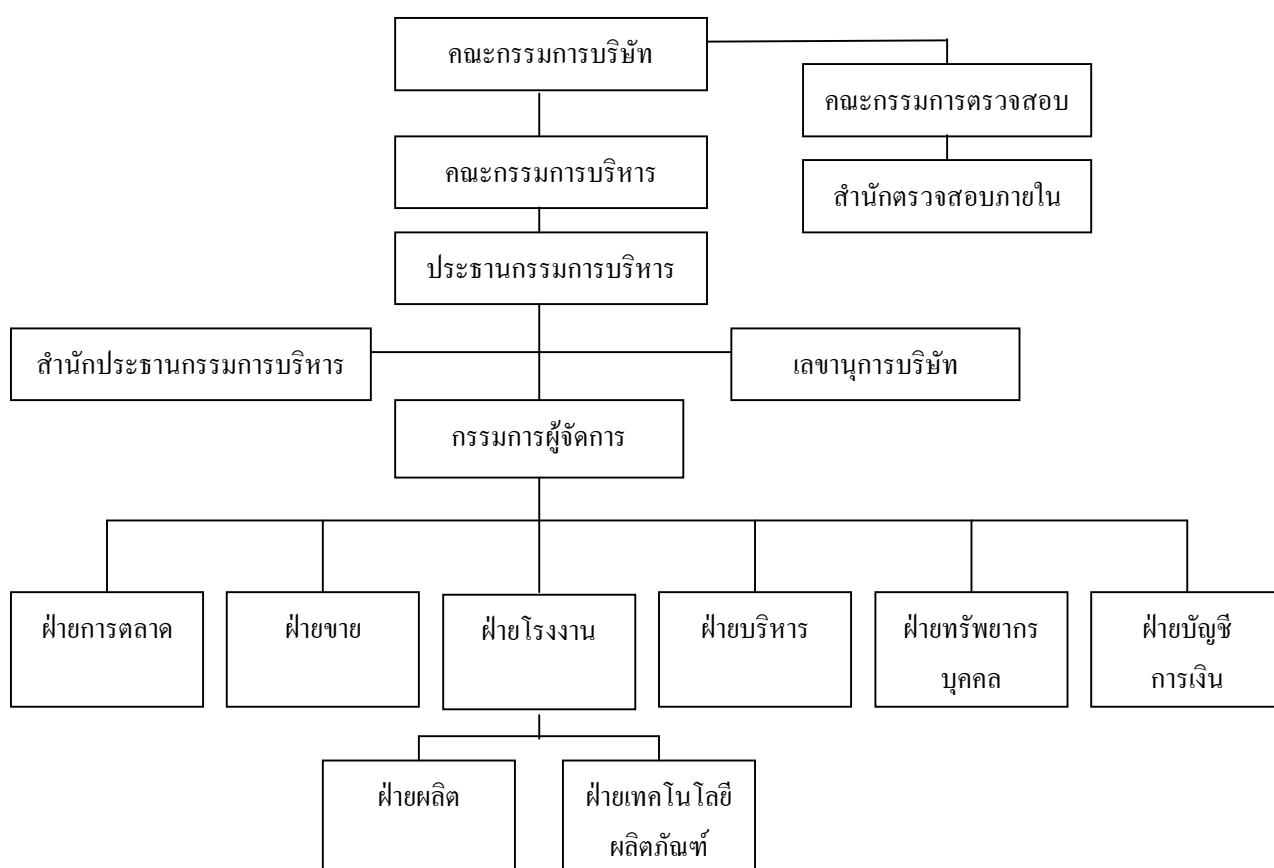 คณะกรรมการบริษัท
คณะกรรมการตรวจสอบ
คณะกรรมการบริหาร
สำนักตรวจสอบภายใน
ประธานกรรมการบริหาร
สำนักประธานกรรมการบริหาร
เลขานุการบริษัท
กรรมการผู้จัดการ
ฝ่ายการตลาด
ฝ่ายขาย
ฝ่ายโรงงาน
ฝ่ายบริหาร
ฝ่ายทรัพยากร
บุคคล
ฝ่ายบัญชี
การเงิน
ฝ่ายผลิต
ฝ่ายเทคโนโลยี
ผลิตภัณฑ์